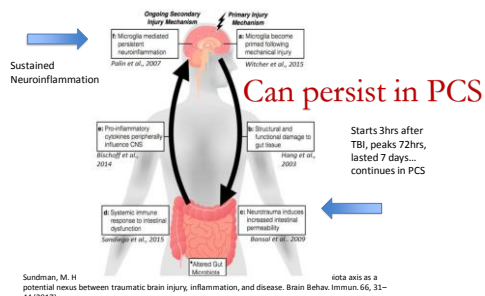 Ongoing Secondary
Injury Mechanism
Primary Injury
Mechanism
f: Microglia mediated
persistent
neuroinflammation
Palin et al., 2007
a: Microglia become
primed following
mechanical injury
Witcher et al., 2015
Sustained
Neuroinflammation
Can persist in PCS
e: Pro-inflammatory
cytokines peripherally
influence CNS
Bischoff et al.,
2014
b: Structural and
functional damage to
gut tissue
Hang et al.,
2003
Starts 3hrs after
TBI, peaks 72hrs,
lasted 7 days…
continues in PCS
d: Systemic immune
response to intestinal
dysfunction
Sandiego et al., 2015
c: Neurotrauma induces
increased intestinal
permeability
Bansal et al., 2009
*Altered Gut
Microbiota
Sundman, M. H
iota axis as a
potential nexus between traumatic brain injury, inflammation, and disease. Brain Behav. Immun. 66, 31–